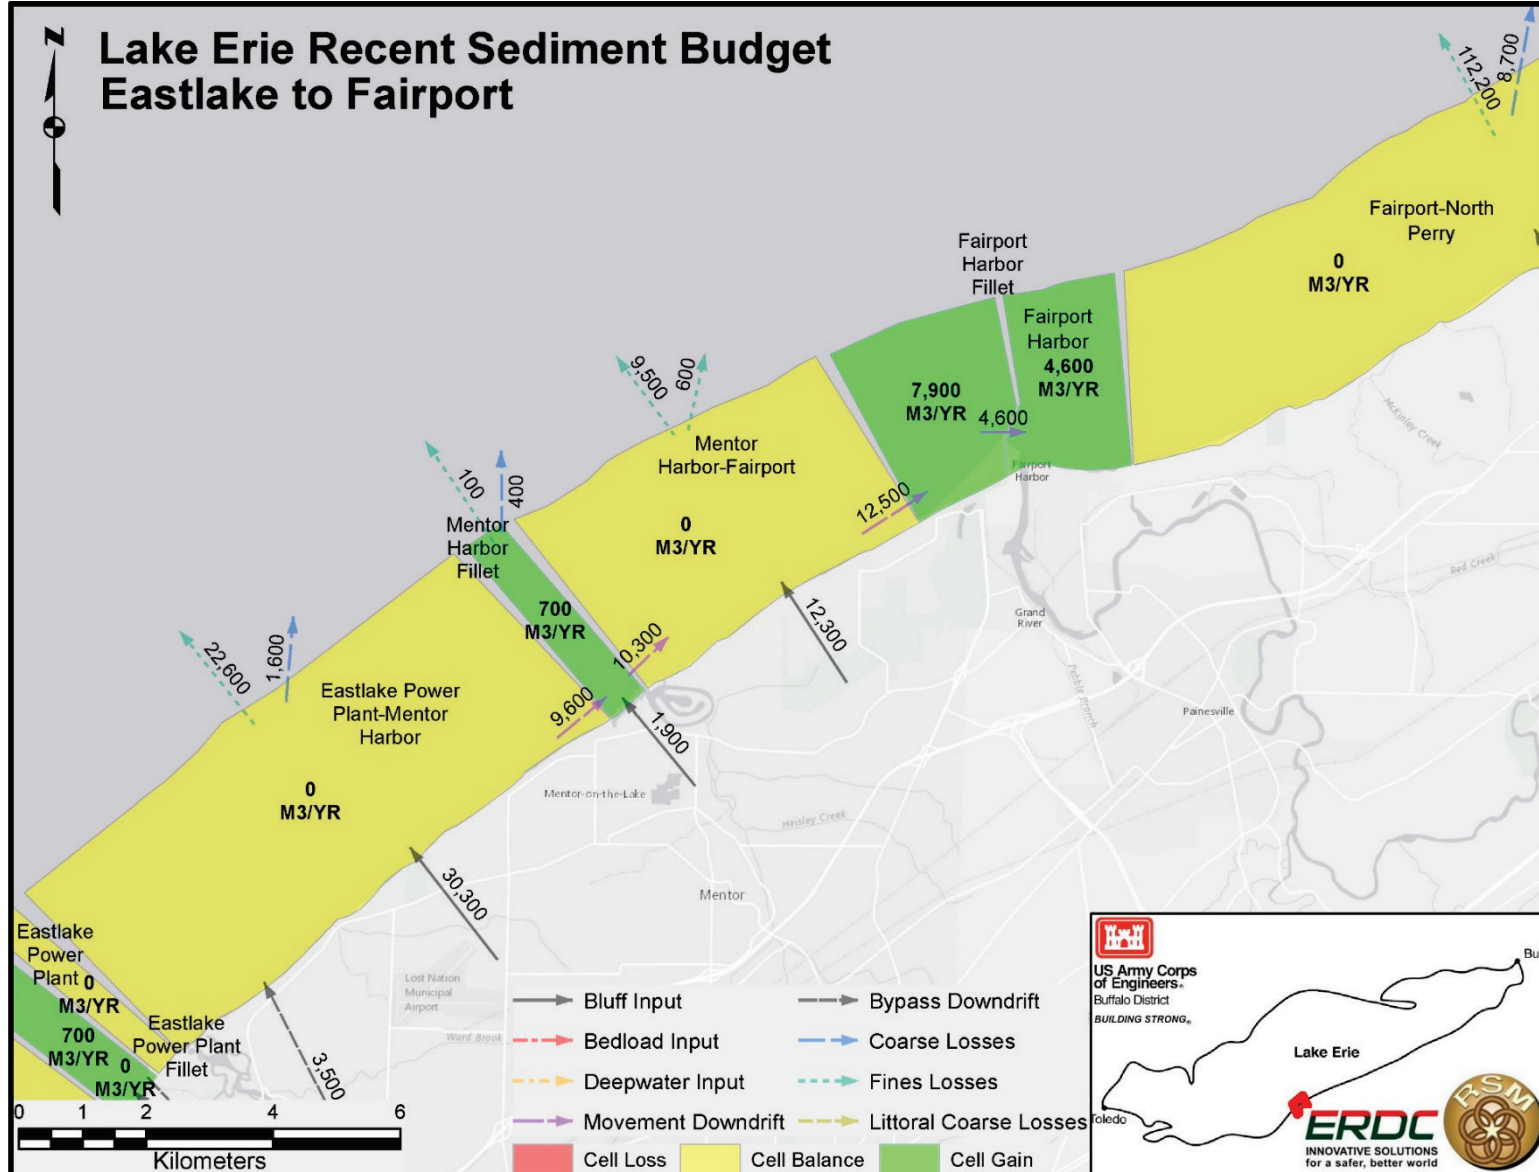 Lake Erie Recent Sediment Budget
Eastlake to Fairport
N
112,200
8,700
Fairport-North
Perry
0
M3/YR
Fairport
Harbor
Fillet
Fairport
Harbor
4,600
M3/YR
7,900
M3/YR
4,600
Fairport
Harbor
McKinley Creek
9,500
600
Mentor
Harbor-Fairport
0
M3/YR
12,500
100
400
Mentor
Harbor
Fillet
700
M3/YR
10,300
9,600
1,900
12,300
Grand
River
Red Creek
Pebble Branch
Painesville
22,600
1,600
Eastlake Power
Plant-Mentor
Harbor
0
M3/YR
Mentor-on-the-Lake
Heisley Creek
Mentor
30,300
Eastlake
Power
Plant
0
M3/YR
700
M3/YR
0
M3/YR
Eastlake
Power Plant
Fillet
3,500
Lost Nation
Municipal
Airport
Ward Brook
0 1 2 4 6
Kilometers
Bluff Input
Bedload Input
Deepwater Input
Movement Downdrift
Bypass Downdrift
Coarse Losses
Fines Losses
Littoral Coarse Losses
Cell Loss
Cell Balance
Cell Gain
US Army Corps
of Engineers®
Buffalo District
BUILDING STRONG®
Bu
Lake Erie
Toledo
ERDC
INNOVATIVE SOLUTIONS
for a safer, better world
RSM